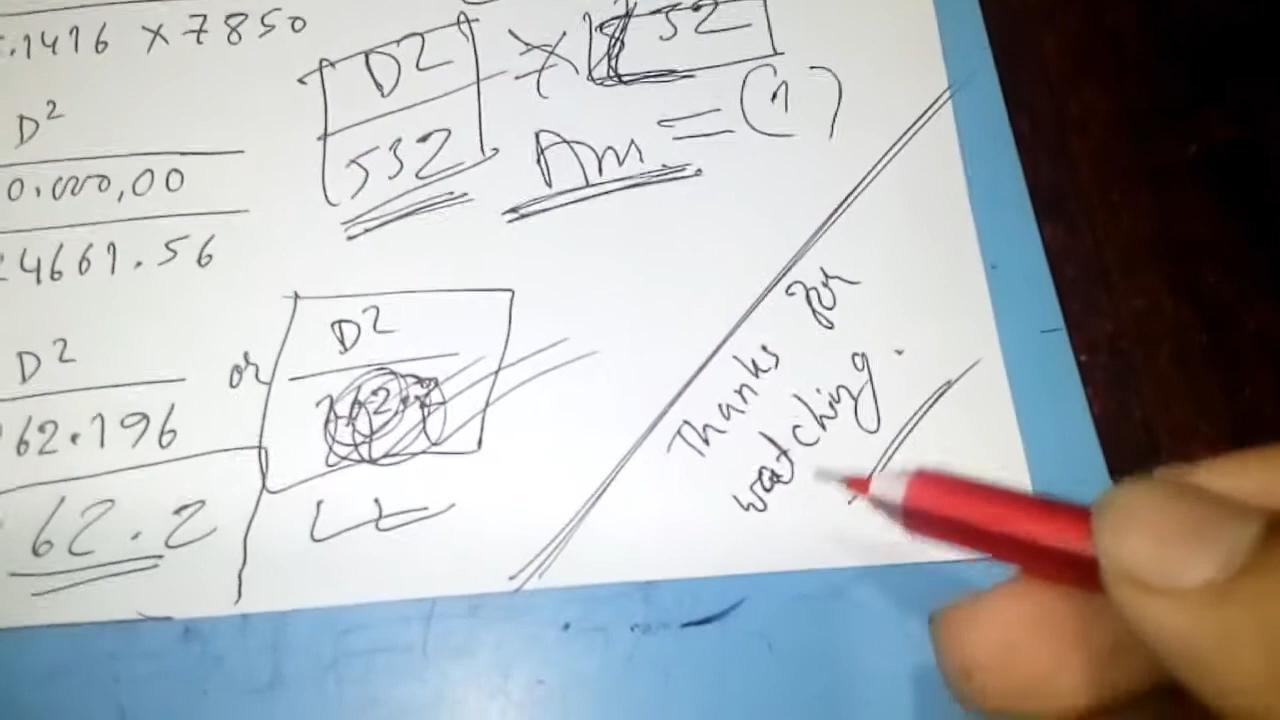 .1416 × 7850
D²
0.000,00
24661.56
D²
62.196
62.2
D²
532
×
52
Am = (1)
or
D²
Thanks for
watching.